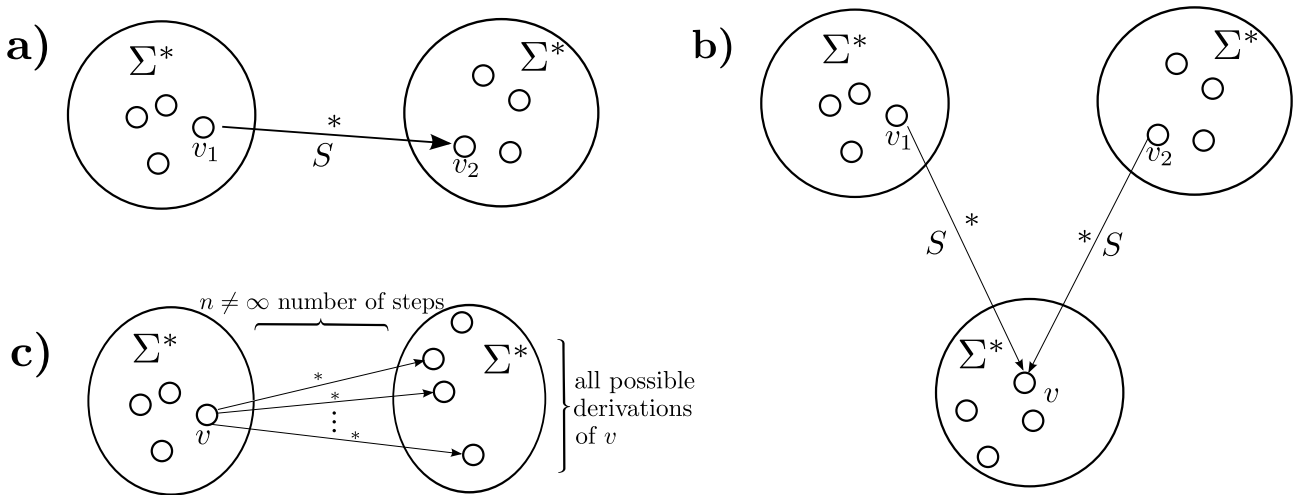 a)
Σ*
Σ*
*
S
v₁
v₂
b)
Σ*
Σ*
v₁
v₂
*
S
*
S
Σ*
v
c)
n ≠ ∞ number of steps
Σ*
Σ*
*
*
⋮
*
v
all possible
derivations
of v